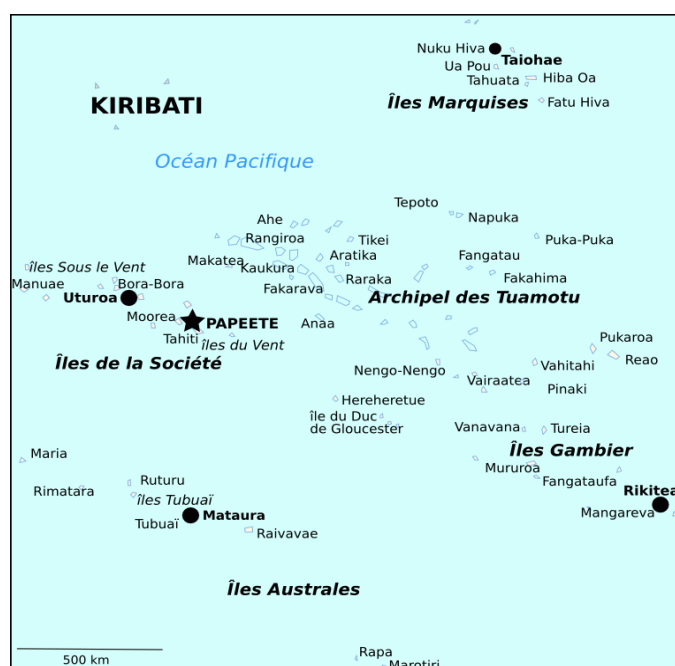 Nuku Hiva
Taiohae
Ua Pou
Hiba Oa
Tahuata
Fatu Hiva
Îles Marquises
KIRIBATI
Océan Pacifique
Tepoto
Napuka
Ahe
Rangiroa
Tikei
Puka-Puka
Makatea
Kaukura
Aratika
Fangatau
îles Sous le Vent
Manuae
Bora-Bora
Fakarava
Raraka
Fakahima
Uturoa
Archipel des Tuamotu
Moorea
PAPEETE
Anaa
Tahiti
îles du Vent
Pukaroa
Reao
Îles de la Société
Nengo-Nengo
Vahitahi
Vairaatea
Pinaki
Hereheretue
île du Duc
de Gloucester
Vanavana
Tureia
Îles Gambier
Maria
Mururoa
Fangataufa
Rimatara
Ruturu
îles Tubuaï
Rikitea
Mangareva
Tubuaï
Mataura
Raivavae
Îles Australes
500 km
Rapa
Marotiri